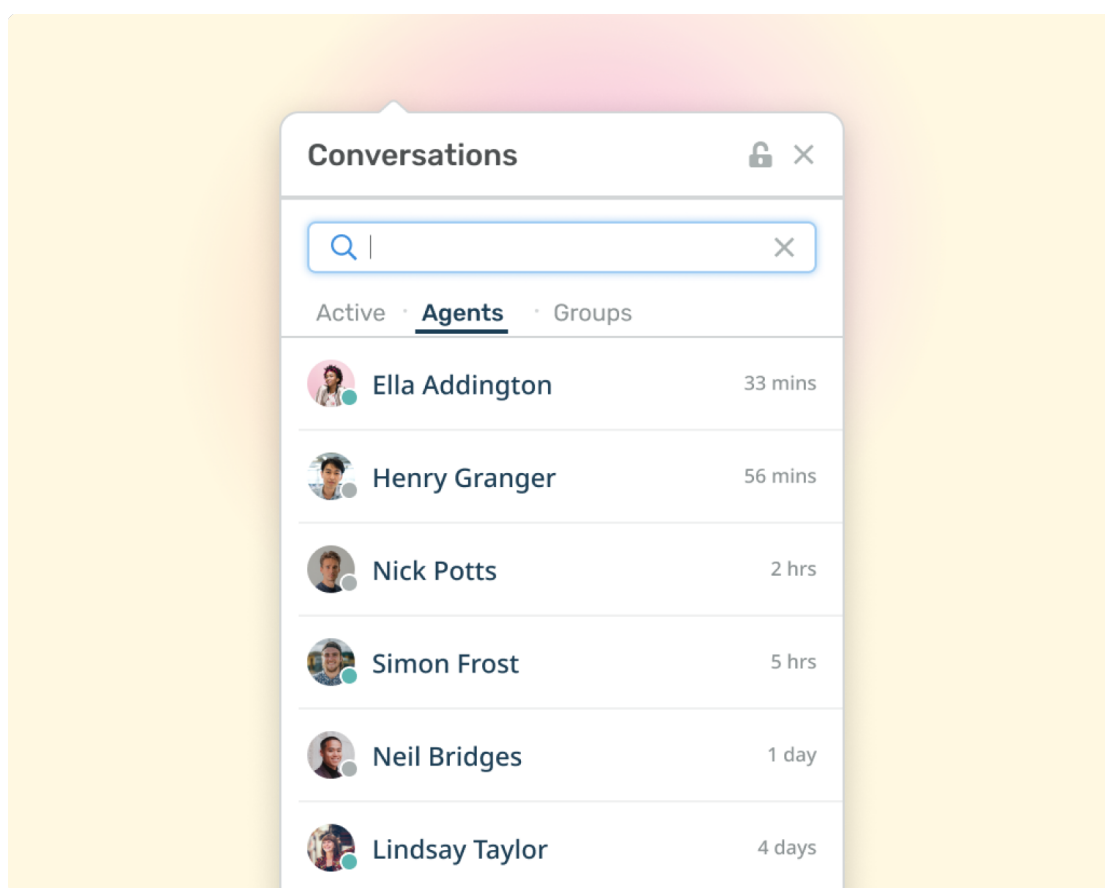 Conversations
Active · Agents · Groups
Ella Addington 33 mins
Henry Granger 56 mins
Nick Potts 2 hrs
Simon Frost 5 hrs
Neil Bridges 1 day
Lindsay Taylor 4 days